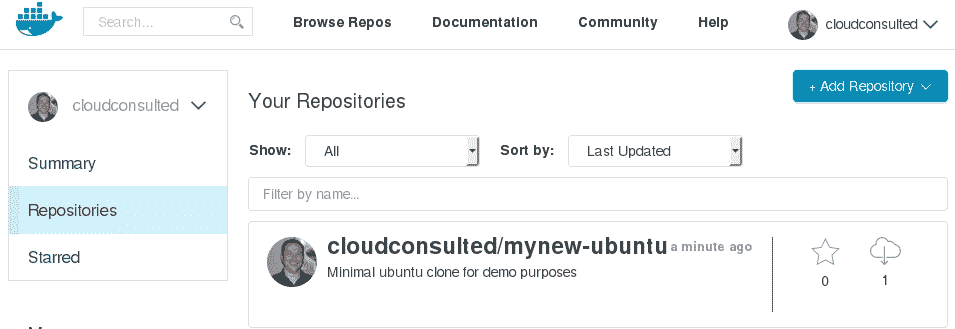 Search... Browse Repos Documentation Community Help cloudconsulted
cloudconsulted
Summary
Repositories
Starred
Your Repositories
+ Add Repository
Show: All Sort by: Last Updated
Filter by name...
cloudconsulted/mynew-ubuntu a minute ago
Minimal ubuntu clone for demo purposes
0 1